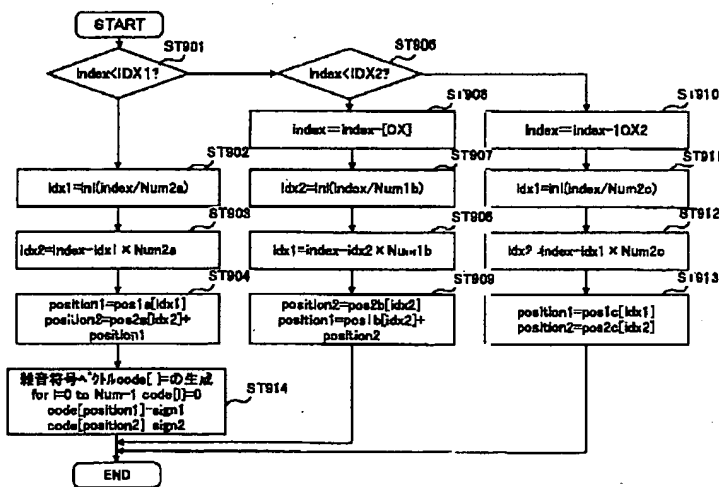 START
ST901
index<IDX1?
ST905
index<IDX2?
ST906
index=index-[OX]
ST910
index=index-1OX2
ST902
idx1=int(index/Num2a)
ST907
idx2=int(index/Num1b)
ST911
idx1=int(index/Num2c)
ST903
idx2=index-idx1×Num2a
ST908
idx1=index-idx2×Num1b
ST912
idx2=index-idx1×Num2c
ST904
position1=pos1a[idx1]
position2=pos2a[idx2]+
position1
ST909
position2=pos2b[idx2]
position1=pos1b[idx2]+
position2
ST913
position1=pos1c[idx1]
position2=pos2c[idx2]
雑音符号ベクトルcode[ ]=の生成
for i=0 to Num-1 code[i]=0
code[position1]=sign1
code[position2]=sign2
ST914
END